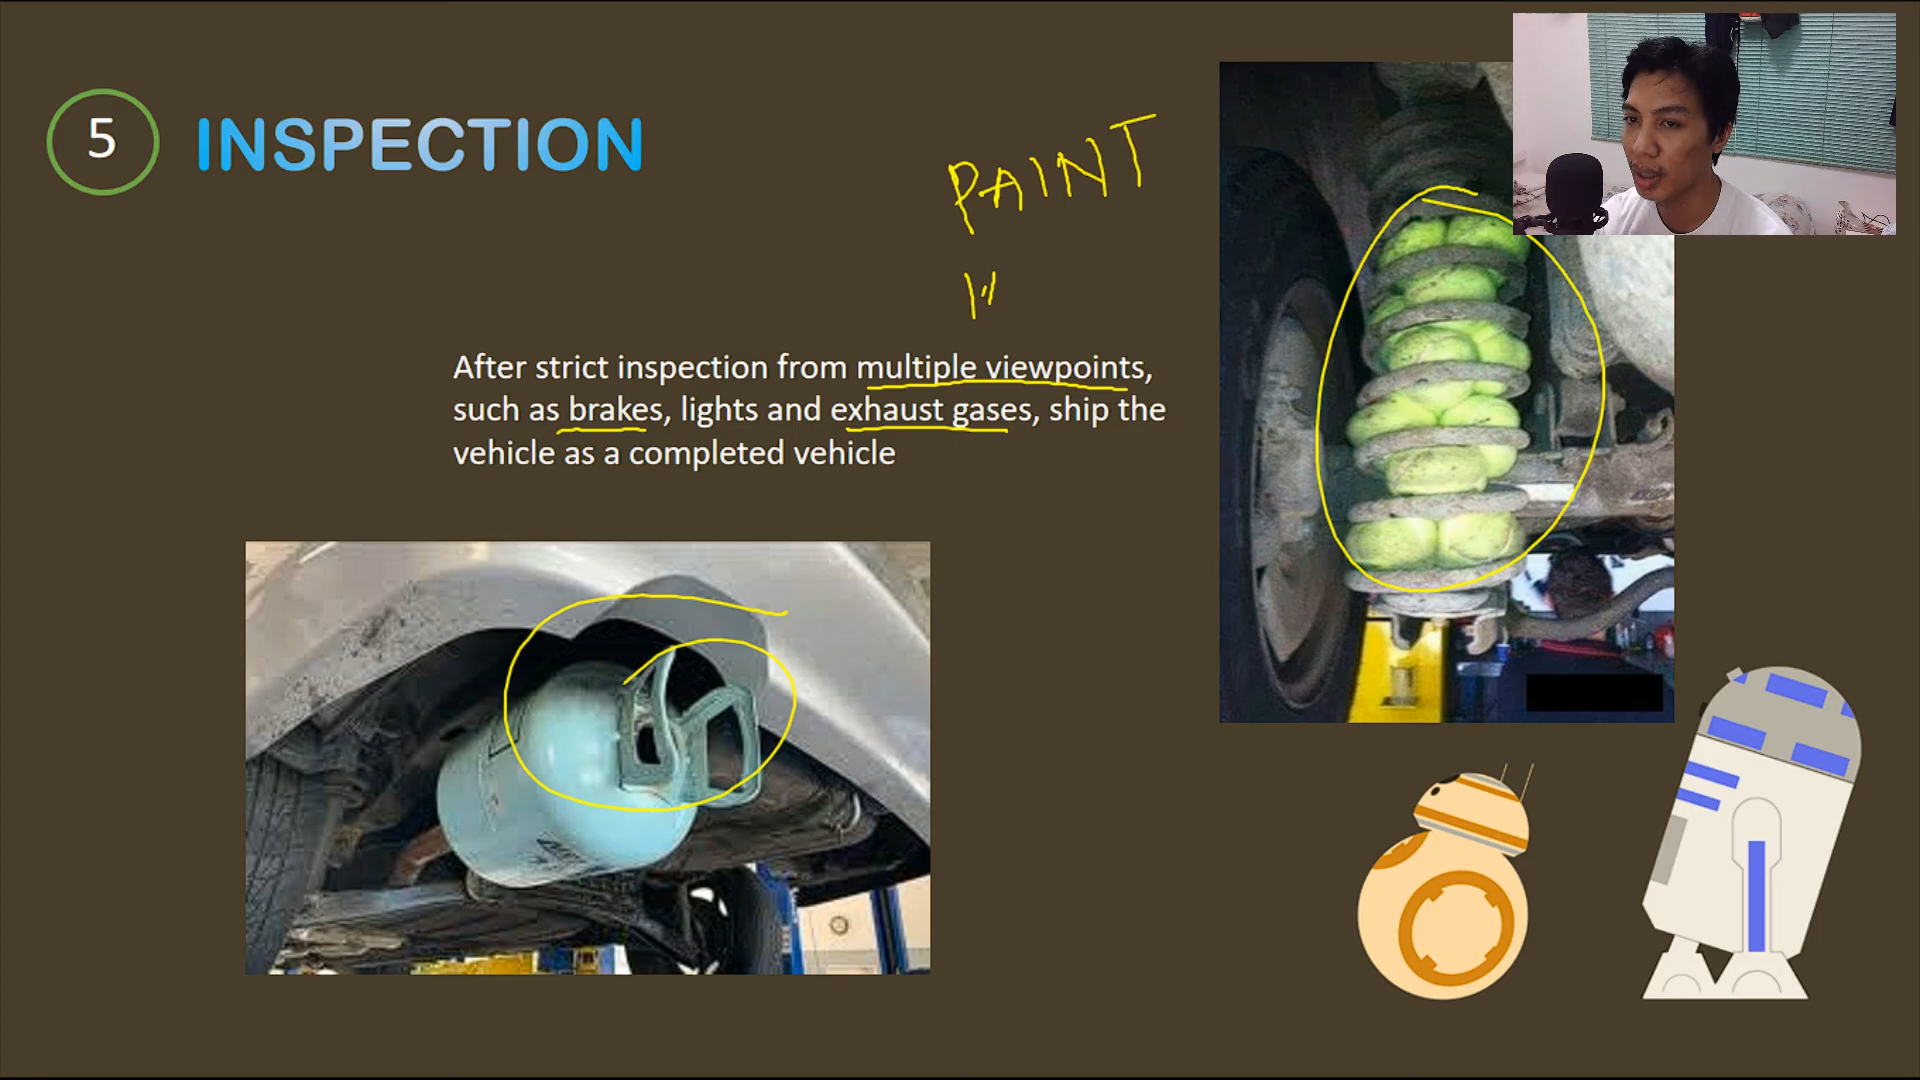 5
INSPECTION
PAINT
After strict inspection from multiple viewpoints,
such as brakes, lights and exhaust gases, ship the
vehicle as a completed vehicle